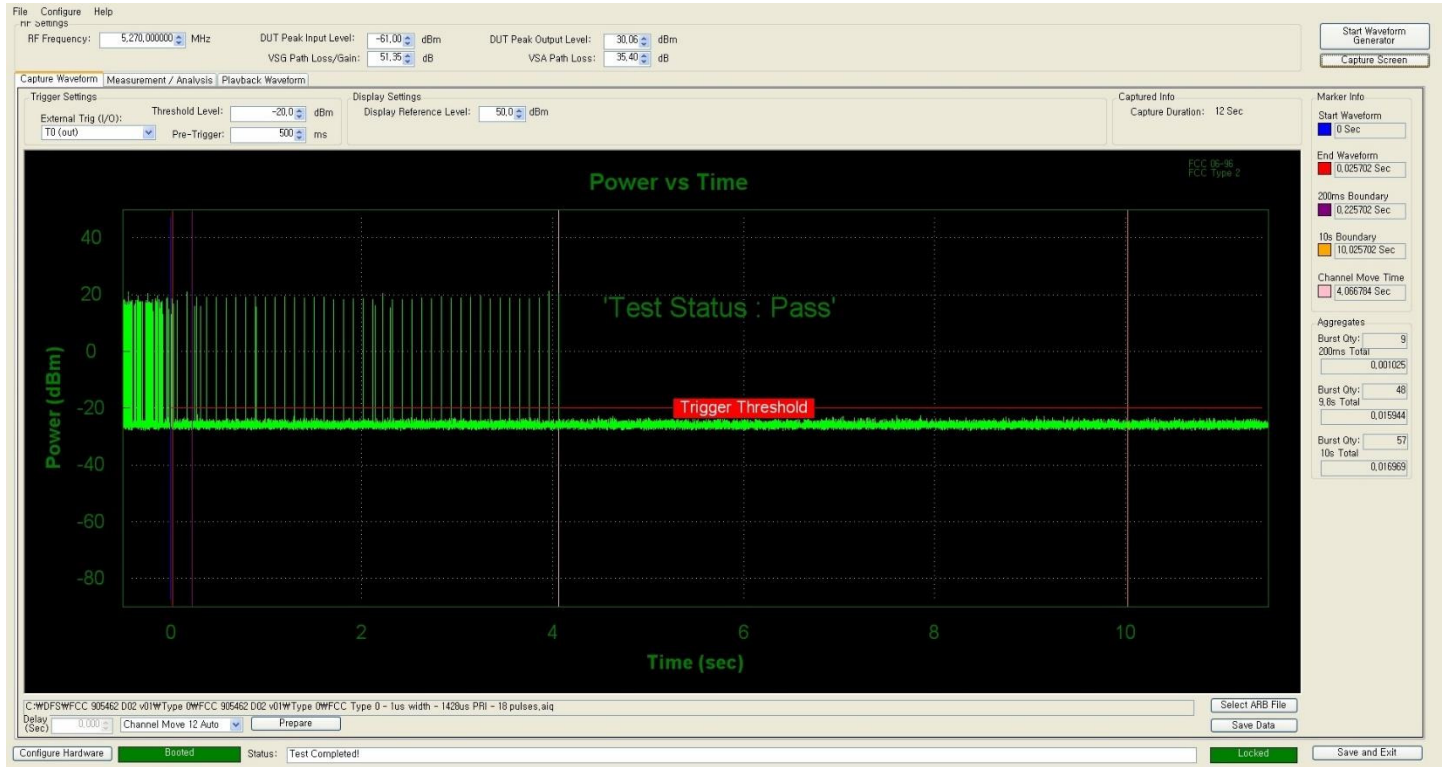 File Configure Help
RF Settings
RF Frequency: 5,270,000000 MHz DUT Peak Input Level: -61,00 dBm DUT Peak Output Level: 30,06 dBm
VSG Path Loss/Gain: 51,35 dB VSA Path Loss: 35,40 dB
Start Waveform Generator
Capture Screen
Capture Waveform Measurement / Analysis Playback Waveform
Trigger Settings
External Trig (I/O):
T0 (out)
Threshold Level: -20,0 dBm
Pre-Trigger: 500 ms
Display Settings
Display Reference Level: 50,0 dBm
Captured Info
Capture Duration: 12 Sec
Marker Info
Start Waveform
0 Sec
End Waveform
0,025702 Sec
200ms Boundary
0,225702 Sec
10s Boundary
10,025702 Sec
Channel Move Time
4,066784 Sec
Aggregates
Burst Qty: 9
200ms Total
0,001025
Burst Qty: 48
9,8s Total
0,015944
Burst Qty: 57
10s Total
0,016969
FCC 06-96
FCC Type 2
Power vs Time
'Test Status : Pass'
Trigger Threshold
Power (dBm)
40
20
0
-20
-40
-60
-80
0 2 4 6 8 10
Time (sec)
C:₩DFS₩FCC 905462 D02 v01₩Type 0₩FCC 905462 D02 v01₩Type 0₩FCC Type 0 - 1us width - 1428us PRI - 18 pulses,aiq
Select ARB File
Delay (Sec) 0,000 Channel Move 12 Auto Prepare
Save Data
Configure Hardware Booted Status: Test Completed! Locked Save and Exit